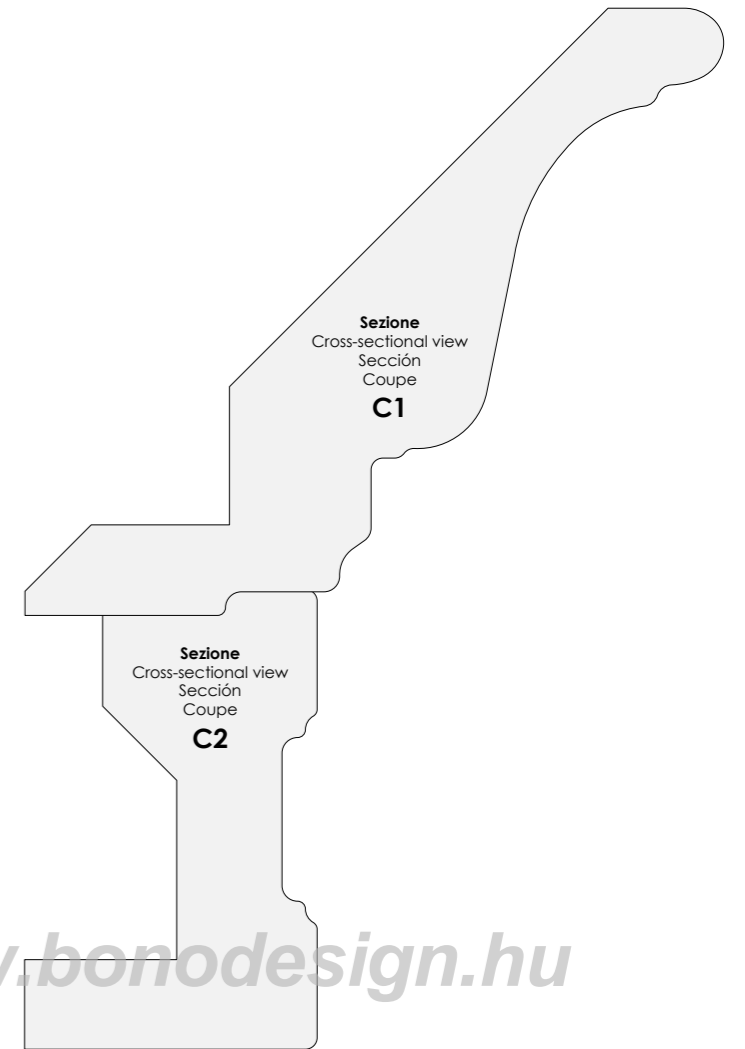 Sezione
Cross-sectional view
Sección
Coupe
C1
Sezione
Cross-sectional view
Sección
Coupe
C2
.bonodesign.hu